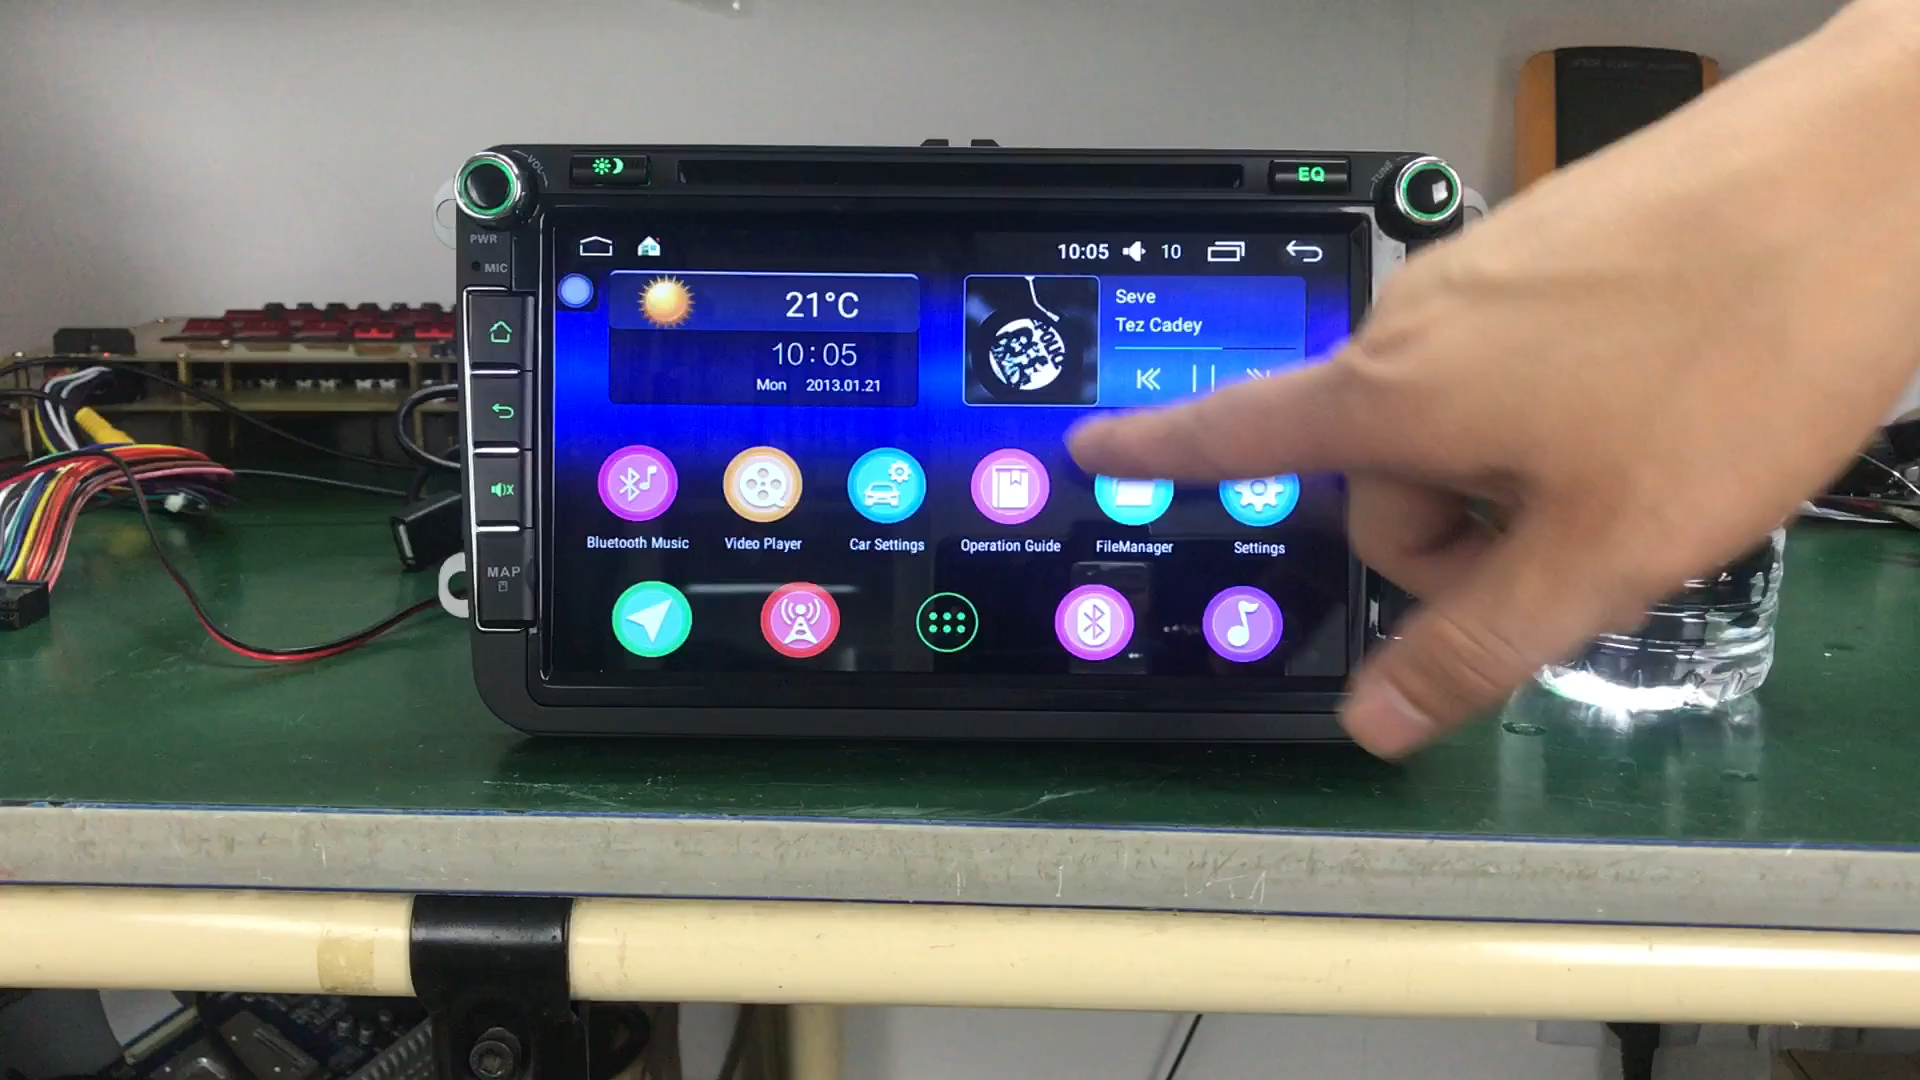 VOL
EQ
TUNE
PWR
MIC
10:05 10
21°C
10:05
Mon 2013.01.21
Seve
Tez Cadey
Bluetooth Music
Video Player
Car Settings
Operation Guide
FileManager
Settings
MAP